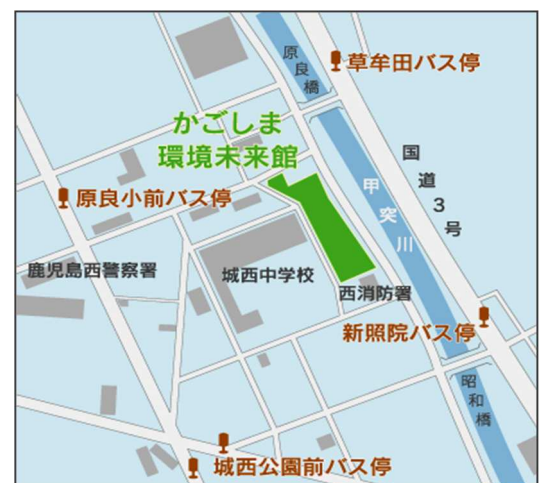 原良橋
草牟田バス停
かごしま
環境未来館
国道3号
甲突川
原良小前バス停
鹿児島西警察署
城西中学校
西消防署
新照院バス停
昭和橋
城西公園前バス停